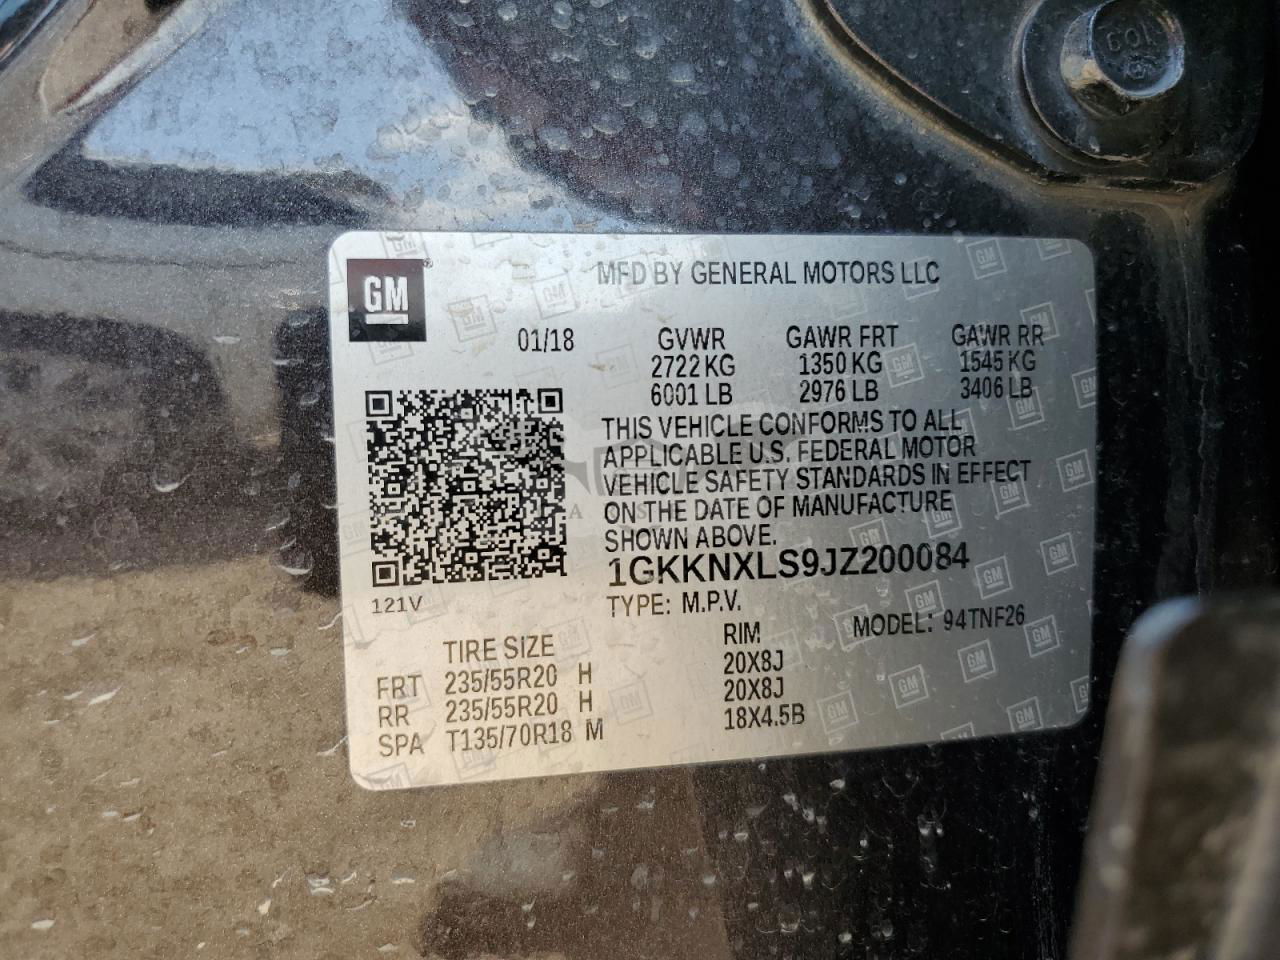 GM
MFD BY GENERAL MOTORS LLC
01/18 GVWR GAWR FRT GAWR RR
2722 KG 1350 KG 1545 KG
6001 LB 2976 LB 3406 LB
THIS VEHICLE CONFORMS TO ALL
APPLICABLE U.S. FEDERAL MOTOR
VEHICLE SAFETY STANDARDS IN EFFECT
ON THE DATE OF MANUFACTURE
SHOWN ABOVE.
1GKKNXLS9JZ200084
121V
TYPE: M.P.V.
MODEL: 94TNF26
TIRE SIZE RIM
FRT 235/55R20 H 20X8J
RR 235/55R20 H 20X8J
SPA T135/70R18 M 18X4.5B